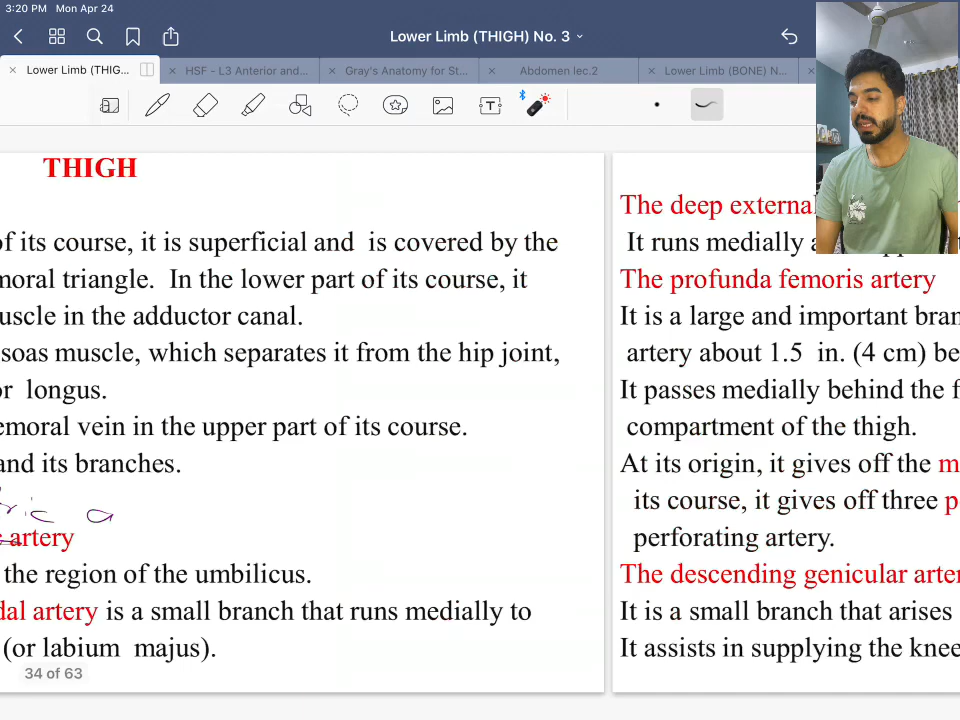 3:20 PM Mon Apr 24
Lower Limb (THIGH) No. 3
Lower Limb (THIG...
HSF - L3 Anterior and...
Gray's Anatomy for St...
Abdomen lec.2
Lower Limb (BONE) N...
T
THIGH
of its course, it is superficial and is covered by the
moral triangle. In the lower part of its course, it
uscle in the adductor canal.
soas muscle, which separates it from the hip joint,
or longus.
emoral vein in the upper part of its course.
and its branches.
ric a
artery
the region of the umbilicus.
dal artery is a small branch that runs medially to
(or labium majus).
34 of 63
The deep external
It runs medially
The profunda femoris artery
It is a large and important bran
artery about 1.5 in. (4 cm) be
It passes medially behind the f
compartment of the thigh.
At its origin, it gives off the m
its course, it gives off three p
perforating artery.
The descending genicular arter
It is a small branch that arises
It assists in supplying the knee